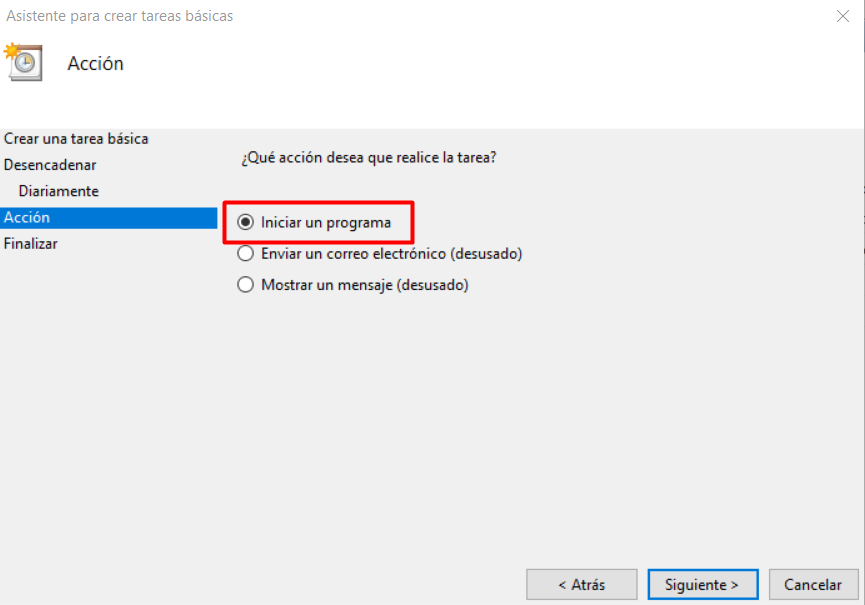 Asistente para crear tareas básicas
Acción
Crear una tarea básica
Desencadenar
Diariamente
Acción
Finalizar
¿Qué acción desea que realice la tarea?
Iniciar un programa
Enviar un correo electrónico (desusado)
Mostrar un mensaje (desusado)
< Atrás
Siguiente >
Cancelar